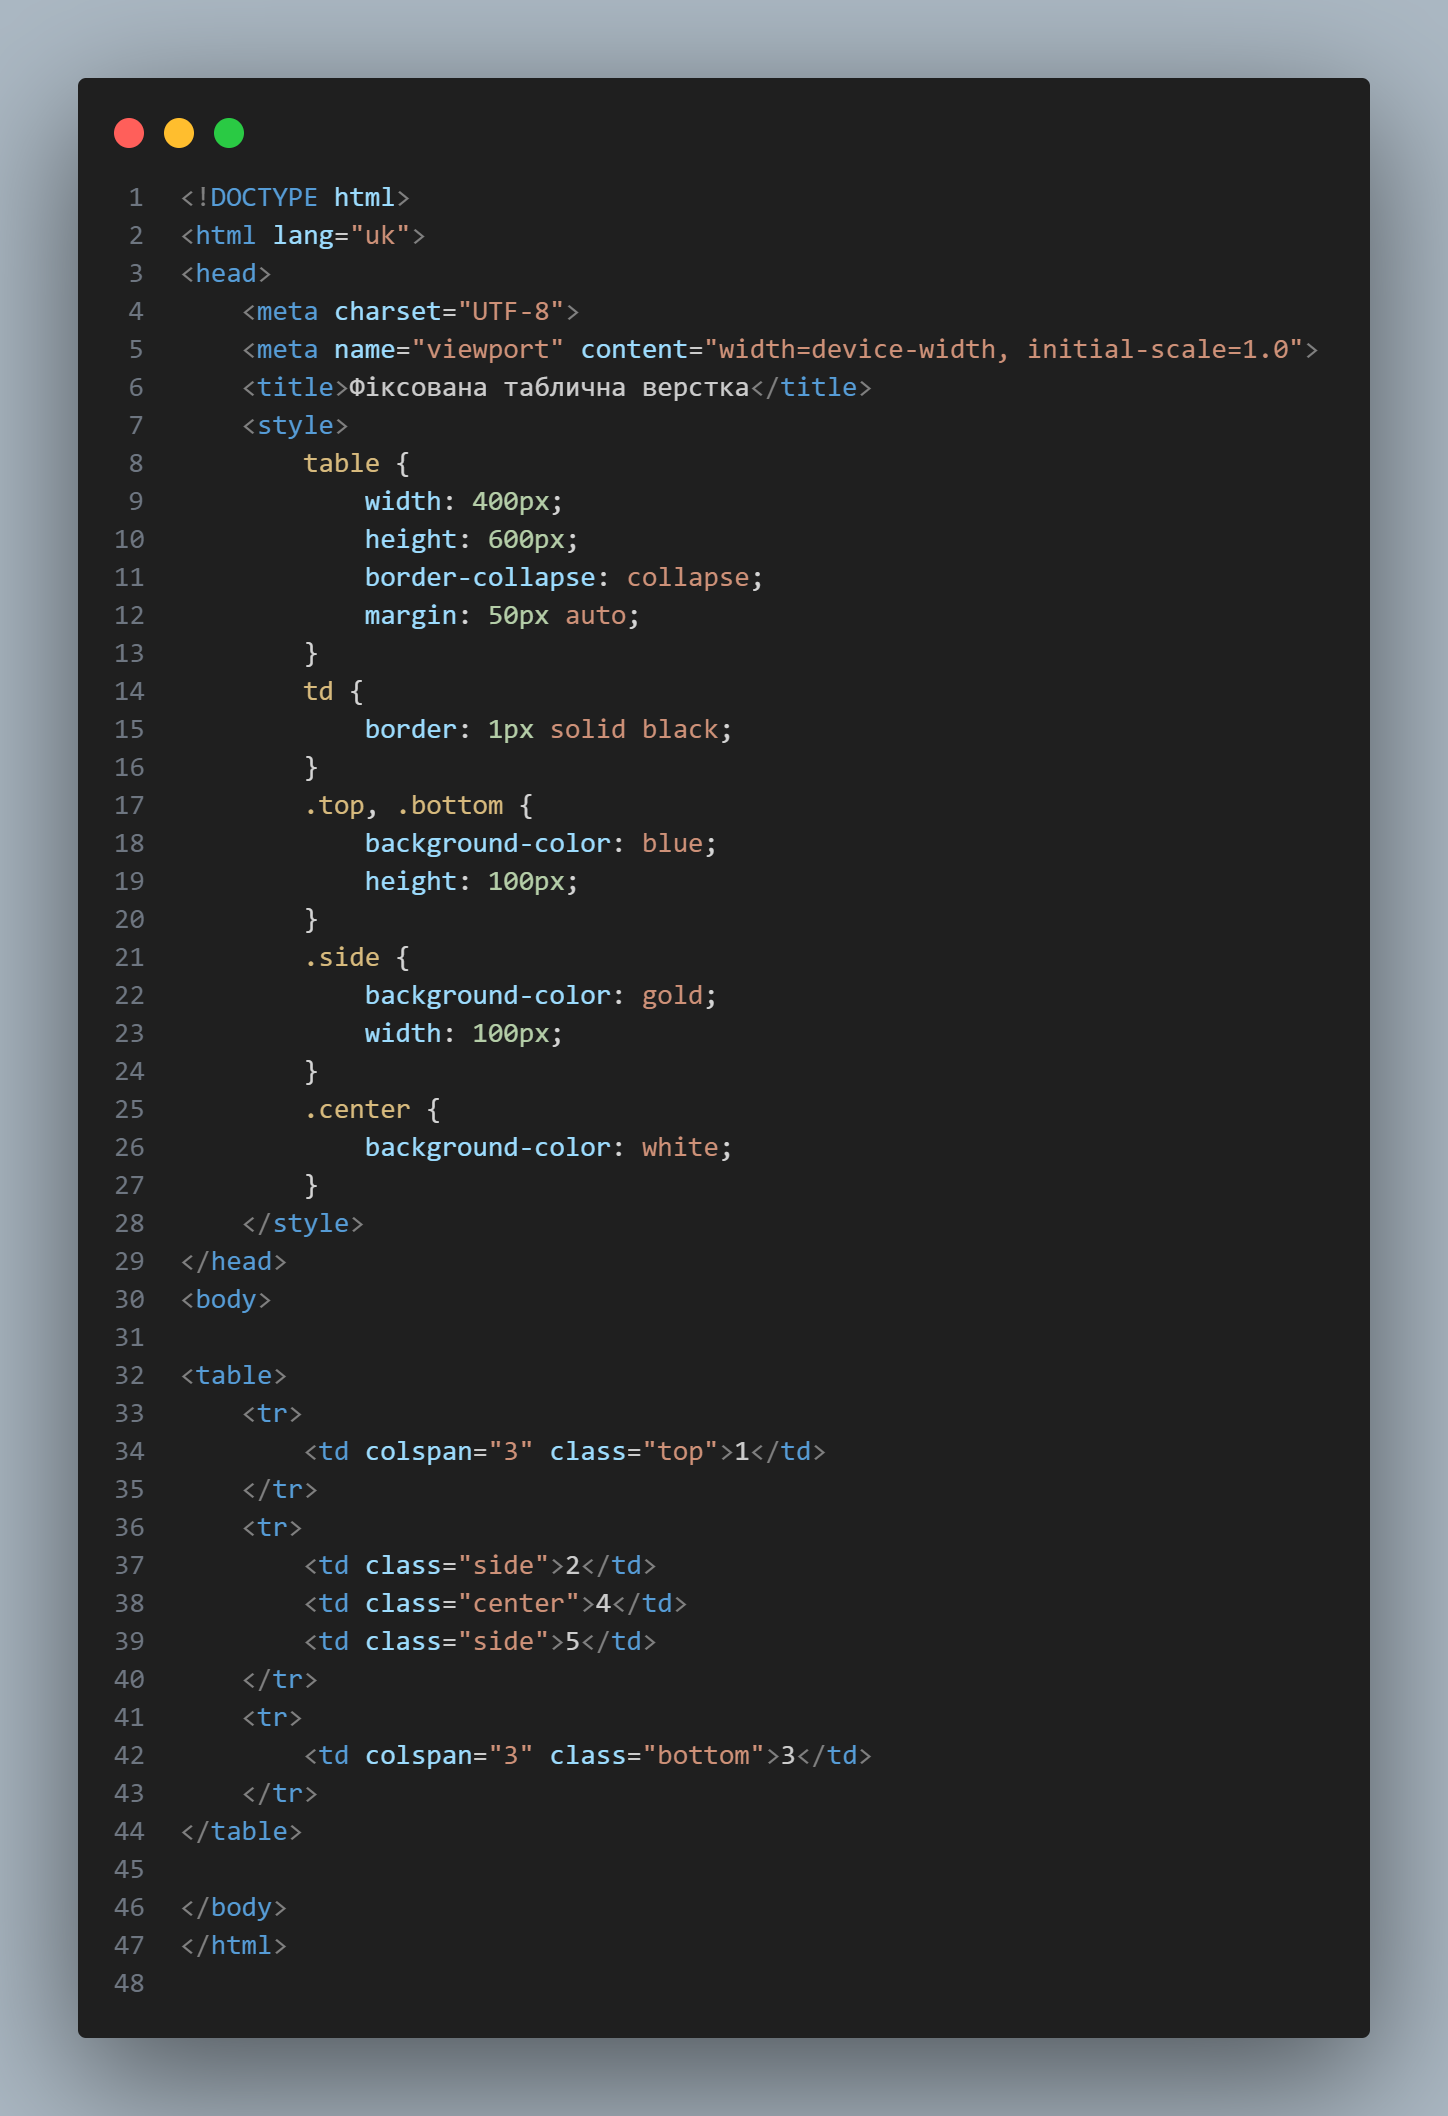 1 <!DOCTYPE html>
2 <html lang="uk">
3 <head>
4     <meta charset="UTF-8">
5     <meta name="viewport" content="width=device-width, initial-scale=1.0">
6     <title>Фіксована таблична верстка</title>
7     <style>
8         table {
9             width: 400px;
10             height: 600px;
11             border-collapse: collapse;
12             margin: 50px auto;
13         }
14         td {
15             border: 1px solid black;
16         }
17         .top, .bottom {
18             background-color: blue;
19             height: 100px;
20         }
21         .side {
22             background-color: gold;
23             width: 100px;
24         }
25         .center {
26             background-color: white;
27         }
28     </style>
29 </head>
30 <body>
31
32 <table>
33     <tr>
34         <td colspan="3" class="top">1</td>
35     </tr>
36     <tr>
37         <td class="side">2</td>
38         <td class="center">4</td>
39         <td class="side">5</td>
40     </tr>
41     <tr>
42         <td colspan="3" class="bottom">3</td>
43     </tr>
44 </table>
45
46 </body>
47 </html>
48